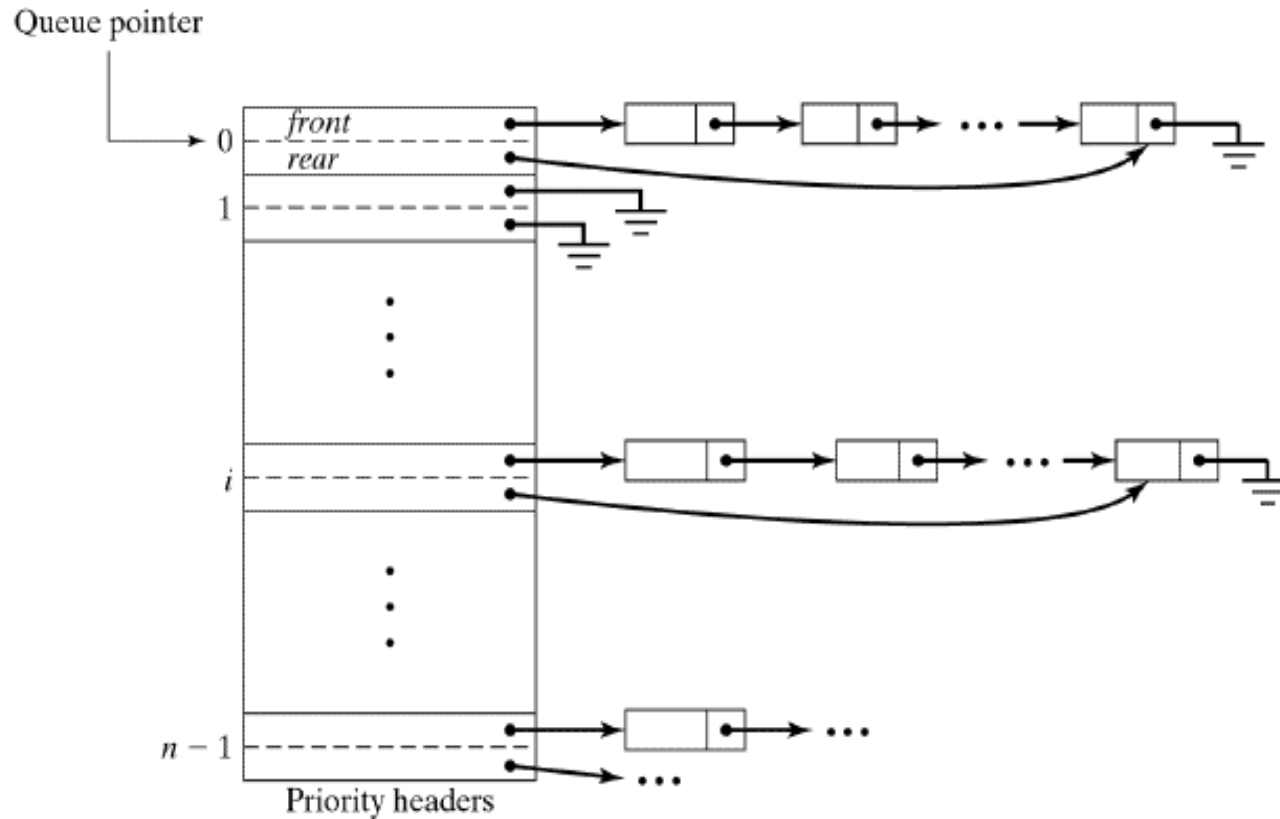 Queue pointer
front
0
rear
1
i
n − 1
Priority headers